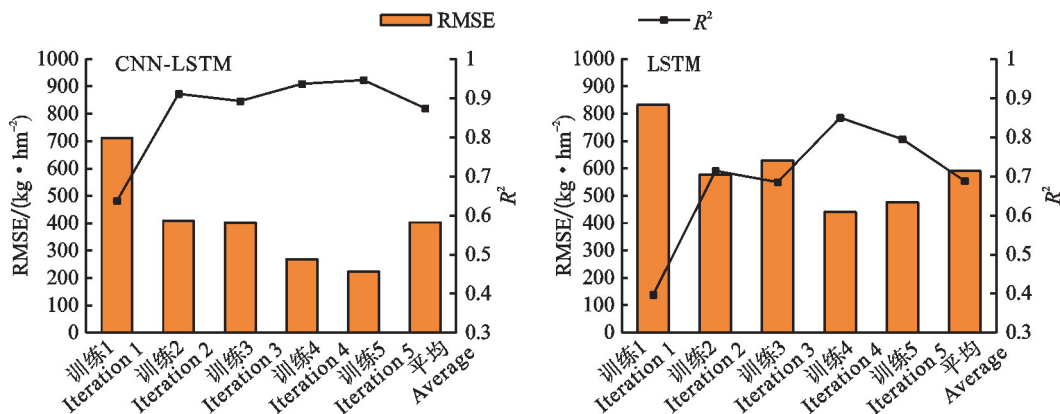 RMSE
R²
CNN-LSTM
RMSE/(kg·hm⁻²)
1000
900
800
700
600
500
400
300
200
100
0
1
0.9
0.8
0.7
0.6
0.5
0.4
0.3
R²
训练1
Iteration 1
训练2
Iteration 2
训练3
Iteration 3
训练4
Iteration 4
训练5
Iteration 5
平均
Average
LSTM
RMSE/(kg·hm⁻²)
1000
900
800
700
600
500
400
300
200
100
0
1
0.9
0.8
0.7
0.6
0.5
0.4
0.3
R²
训练1
Iteration 1
训练2
Iteration 2
训练3
Iteration 3
训练4
Iteration 4
训练5
Iteration 5
平均
Average